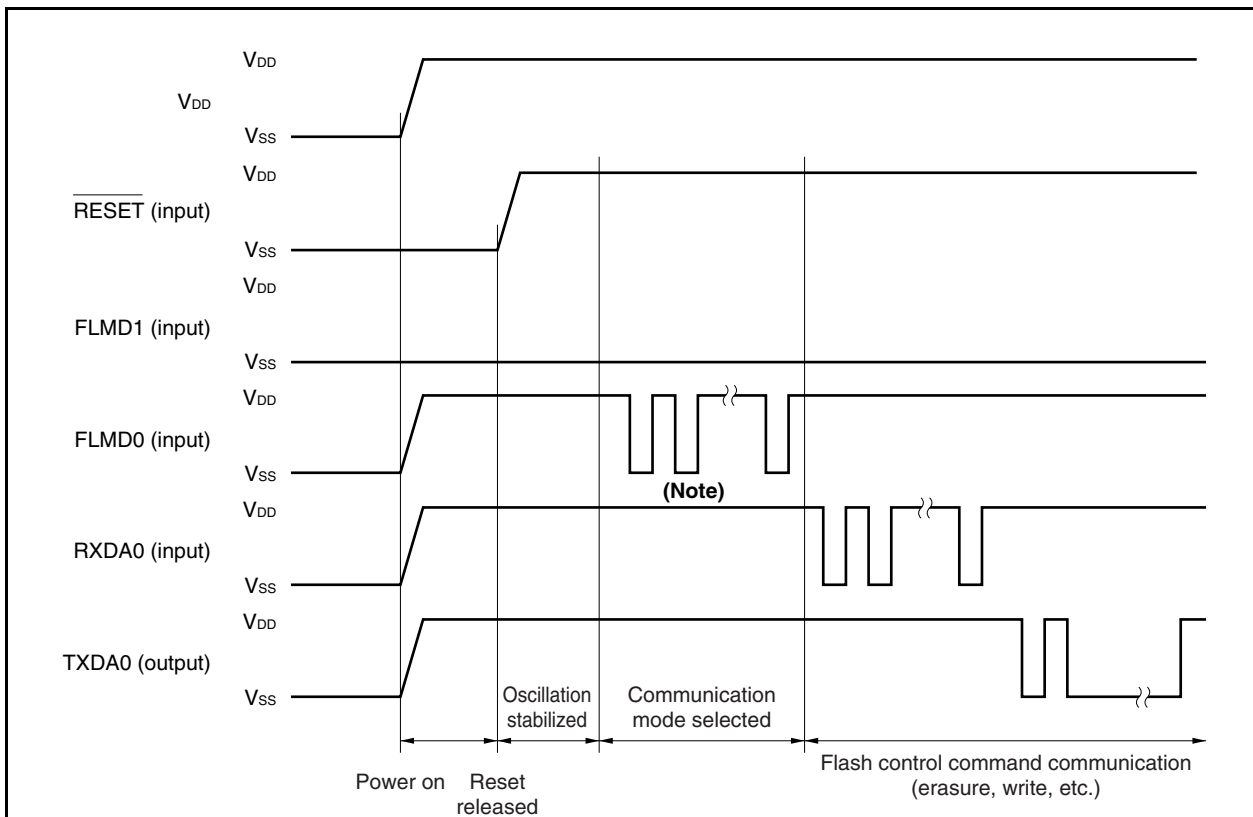 VDD
VDD
VSS
VDD
RESET (input)
VSS
VDD
FLMD1 (input)
VSS
VDD
FLMD0 (input)
VSS
(Note)
VDD
RXDA0 (input)
VSS
VDD
TXDA0 (output)
VSS
Oscillation
stabilized
Communication
mode selected
Power on
Reset
released
Flash control command communication
(erasure, write, etc.)